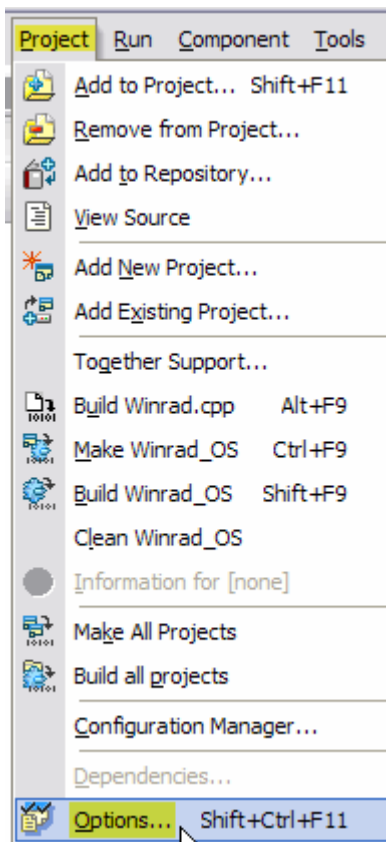 Project Run Component Tools
Add to Project... Shift+F11
Remove from Project...
Add to Repository...
View Source
Add New Project...
Add Existing Project...
Together Support...
Build Winrad.cpp Alt+F9
Make Winrad_OS Ctrl+F9
Build Winrad_OS Shift+F9
Clean Winrad_OS
Information for [none]
Make All Projects
Build all projects
Configuration Manager...
Dependencies...
Options... Shift+Ctrl+F11